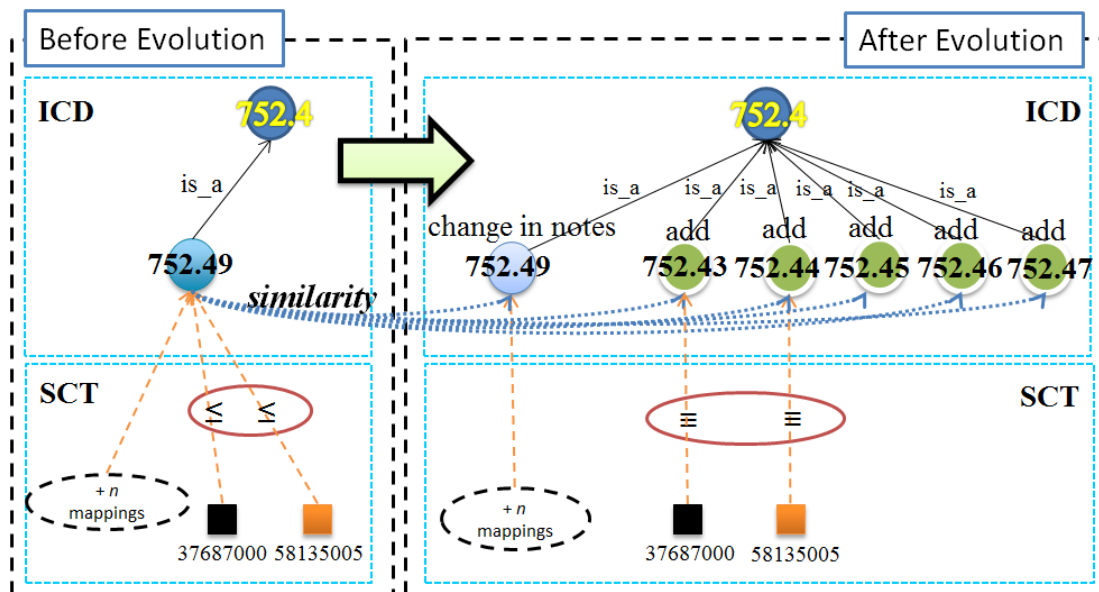 Before Evolution
ICD
752.4
is_a
752.49
similarity
SCT
≤ ≤
+ n
mappings
37687000
58135005
After Evolution
ICD
752.4
is_a is_a is_a is_a is_a is_a
change in notes add add add add add
752.49 752.43 752.44 752.45 752.46 752.47
SCT
≡ ≡
+ n
mappings
37687000
58135005